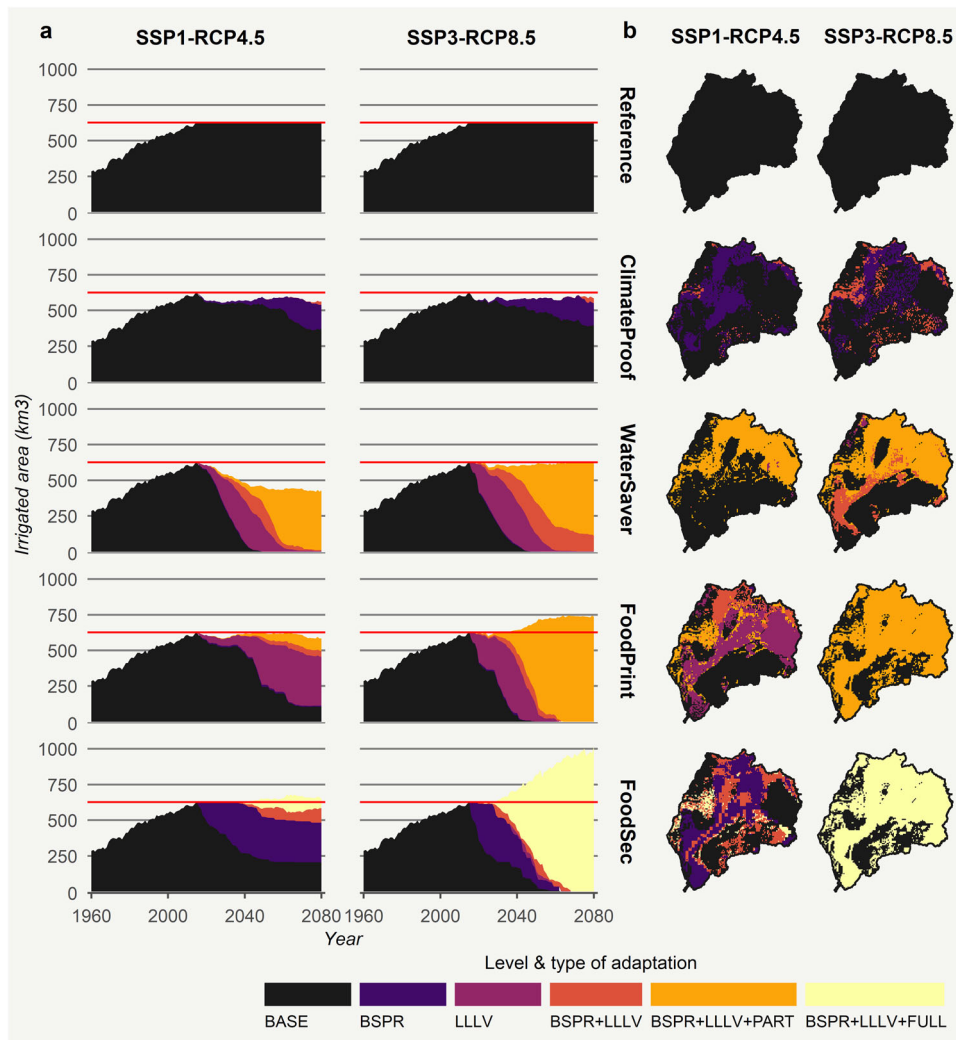 a
SSP1-RCP4.5
SSP3-RCP8.5
b
SSP1-RCP4.5
SSP3-RCP8.5
1000
750
500
250
0
Reference
1000
750
500
250
0
ClimateProof
1000
750
500
250
0
WaterSaver
1000
750
500
250
0
FoodPrint
1000
750
500
250
0
FoodSec
Irrigated area (km3)
1960 2000 2040 2080 1960 2000 2040 2080
Year
Level & type of adaptation
BASE BSPR LLLV BSPR+LLLV BSPR+LLLV+PART BSPR+LLLV+FULL